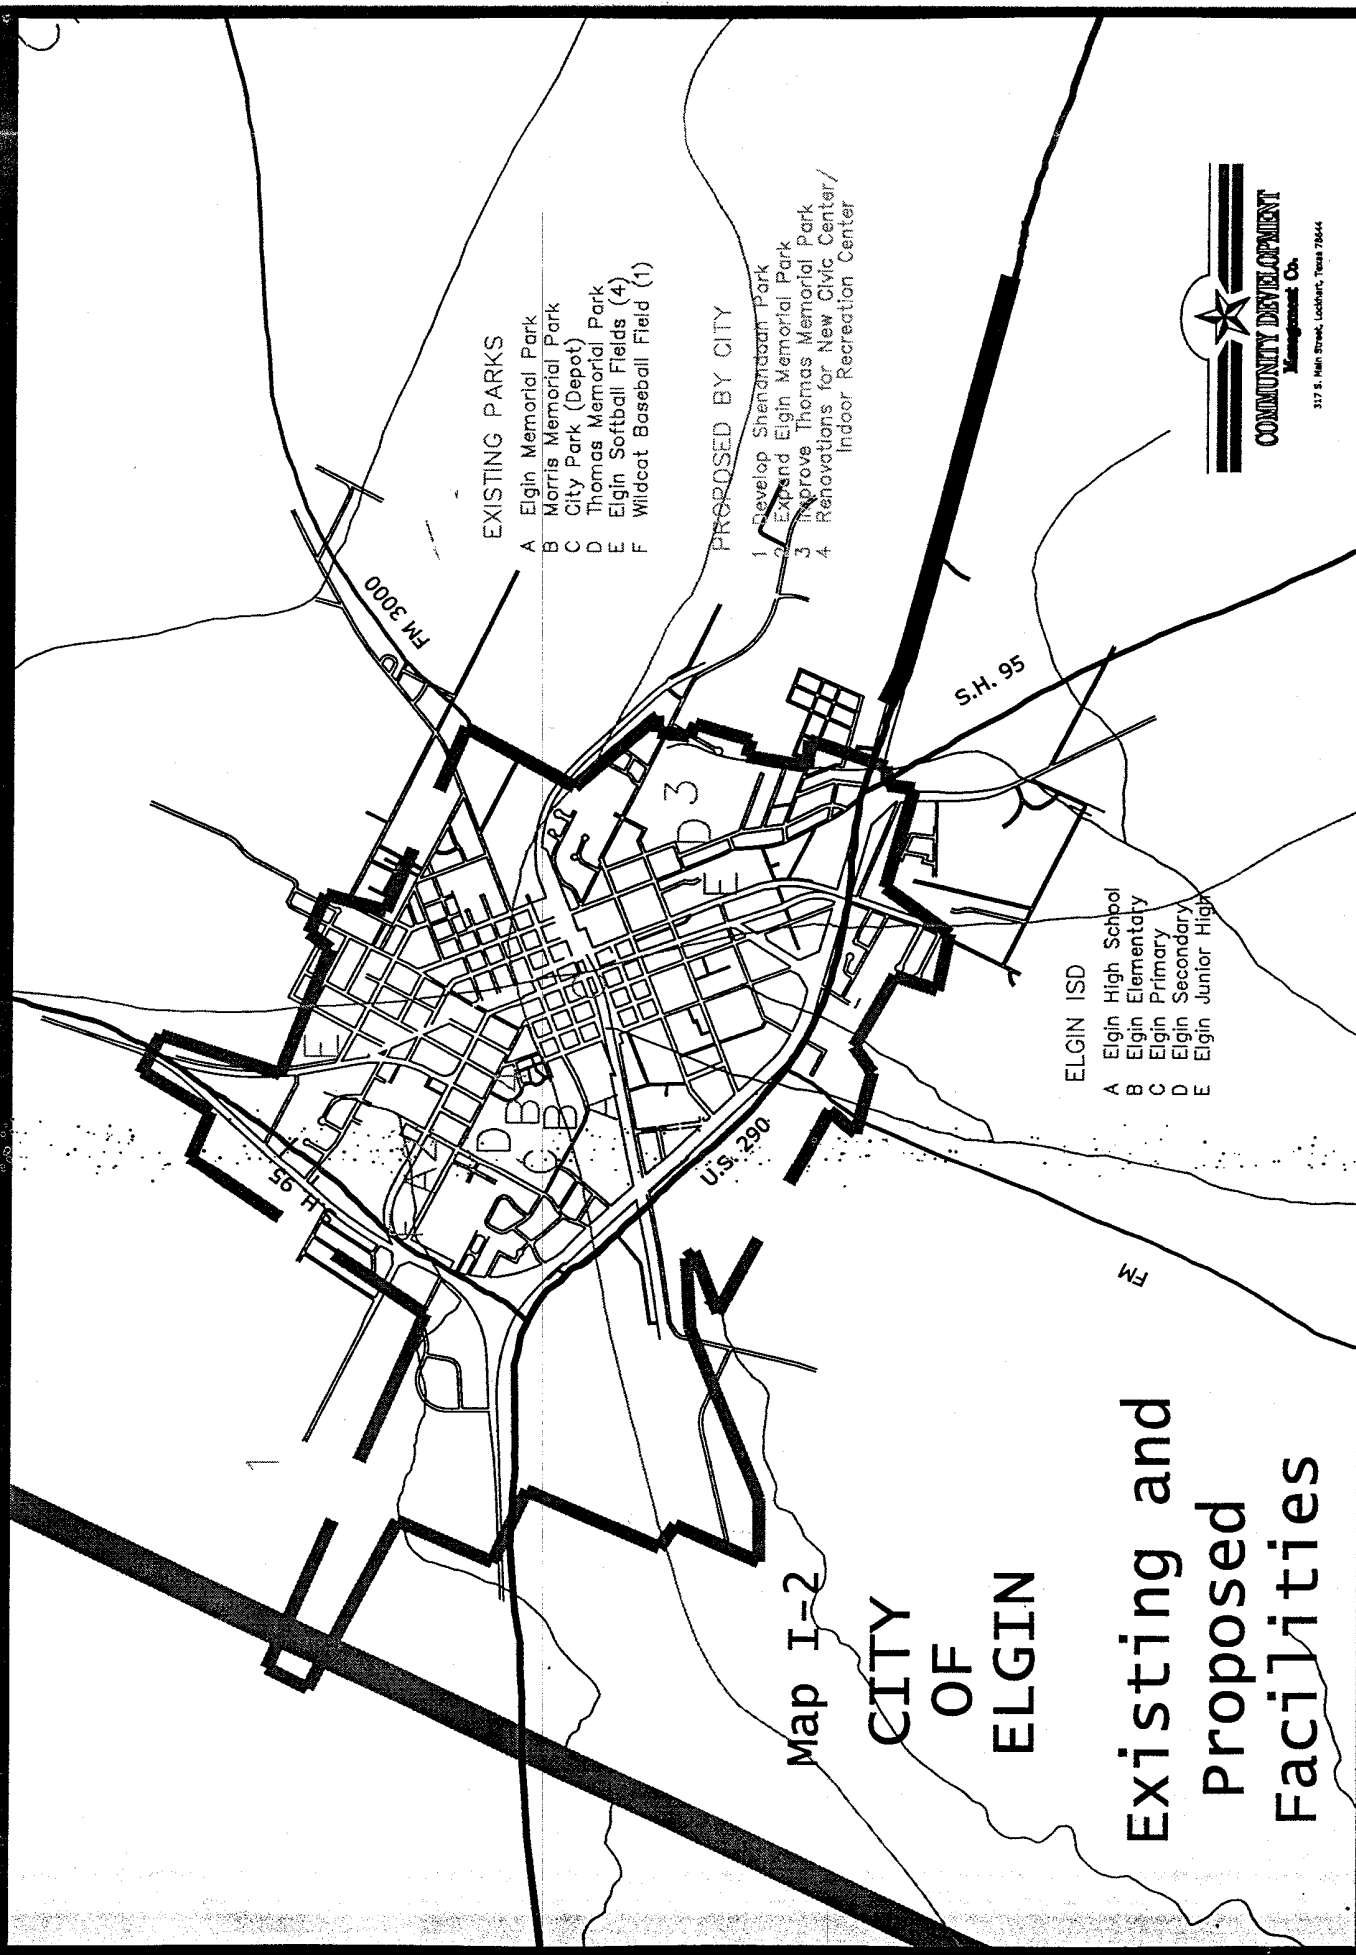 EXISTING PARKS
A Elgin Memorial Park
B Morris Memorial Park
C City Park (Depot)
D Thomas Memorial Park
E Elgin Softball Fields (4)
F Wildcat Baseball Field (1)
PROPOSED BY CITY
1 Develop Shenandoah Park
2 Expand Elgin Memorial Park
3 Improve Thomas Memorial Park
4 Renovations for New Civic Center/
Indoor Recreation Center
FM 3000
S.H. 95
S.H. 95
U.S. 290
FM
1
E
A2
D
B4
C
B
A
E
D3
ELGIN ISD
A Elgin High School
B Elgin Elementary
C Elgin Primary
D Elgin Secondary
E Elgin Junior High
Map I-2
CITY
OF
ELGIN
Existing and
Proposed
Facilities
COMMUNITY DEVELOPMENT
Management Co.
317 S. Main Street, Lockhart, Texas 78644